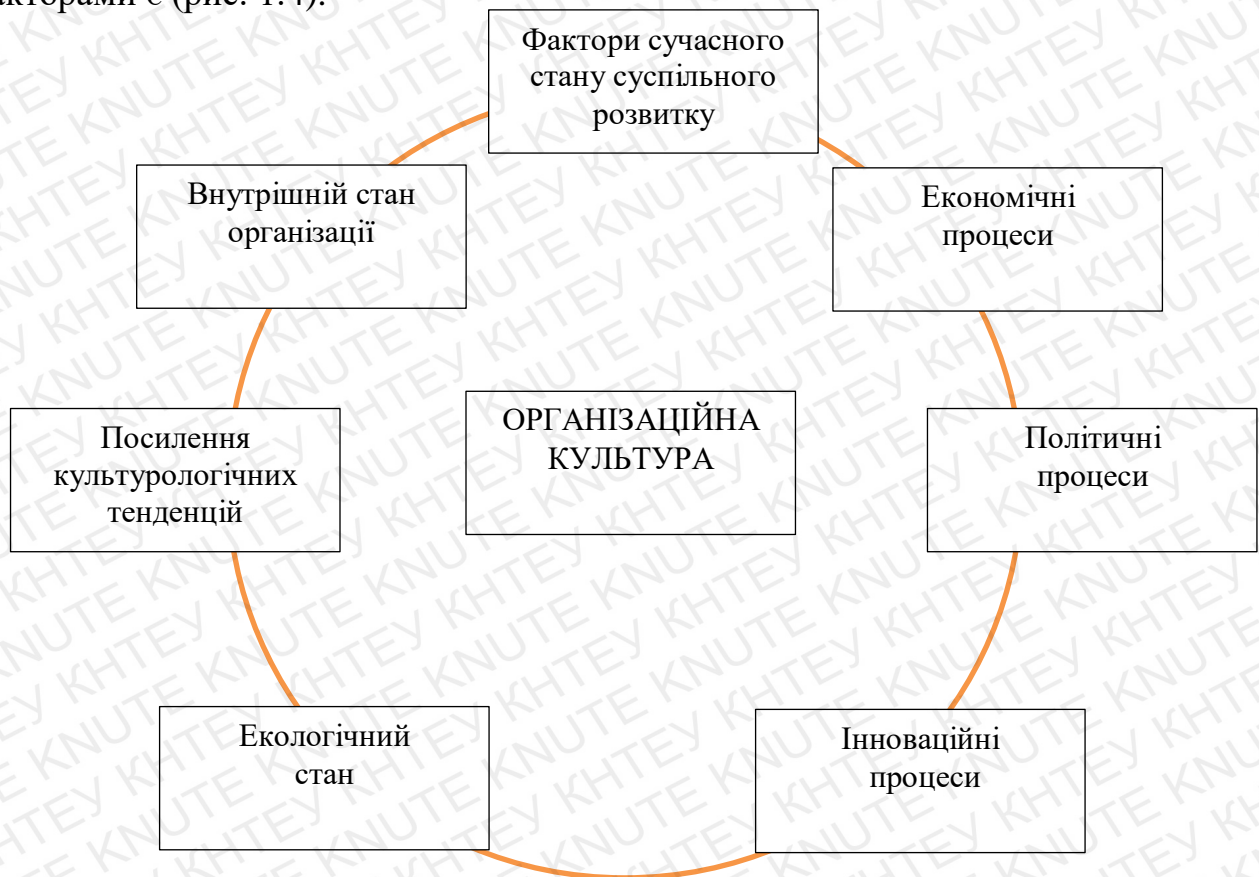 акторами є (рис. 1.4).
Фактори сучасного
стану суспільного
розвитку
Внутрішній стан
організації
Економічні
процеси
ОРГАНІЗАЦІЙНА
КУЛЬТУРА
Посилення
культурологічних
тенденцій
Політичні
процеси
Екологічний
стан
Інноваційні
процеси